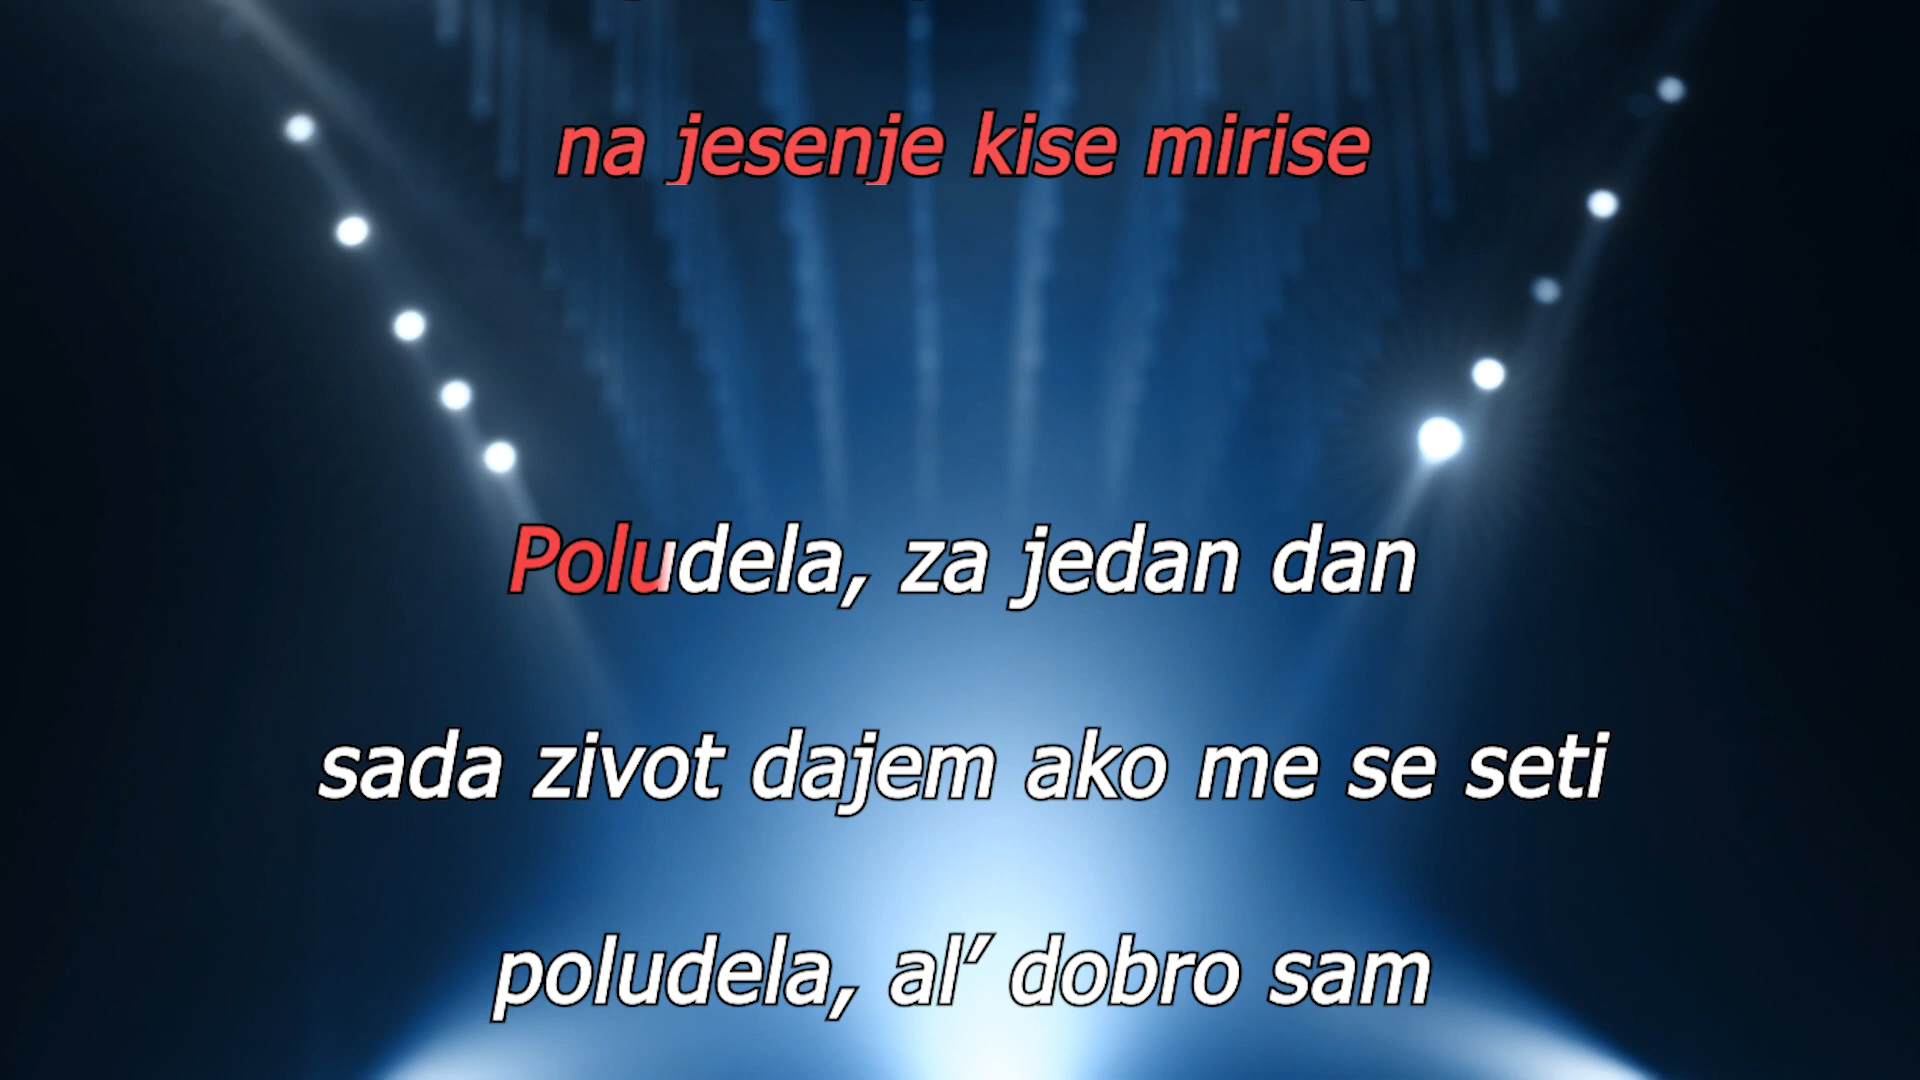 na jesenje kise mirise
Poludela, za jedan dan
sada zivot dajem ako me se seti
poludela, al’ dobro sam